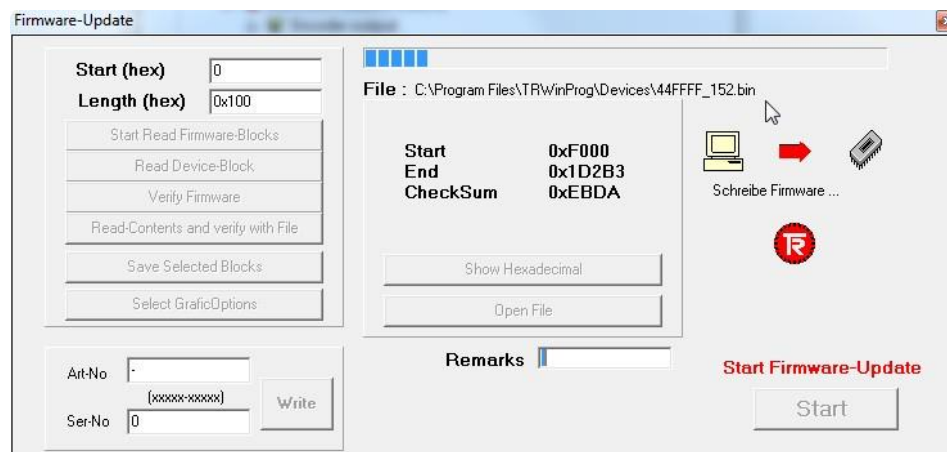 Firmware-Update
Encoder output
Start (hex) 0
Length (hex) 0x100
Start Read Firmware-Blocks
Read Device-Block
Verify Firmware
Read-Contents and verify with File
Save Selected Blocks
Select GraficOptions
Art-No -
(xxxxx-xxxxx)
Ser-No 0
Write
File : C:\Program Files\TRWinProg\Devices\44FFFF_152.bin
Start 0xF000
End 0x1D2B3
CheckSum 0xEBDA
Show Hexadecimal
Open File
Remarks
Schreibe Firmware ...
TR
Start Firmware-Update
Start